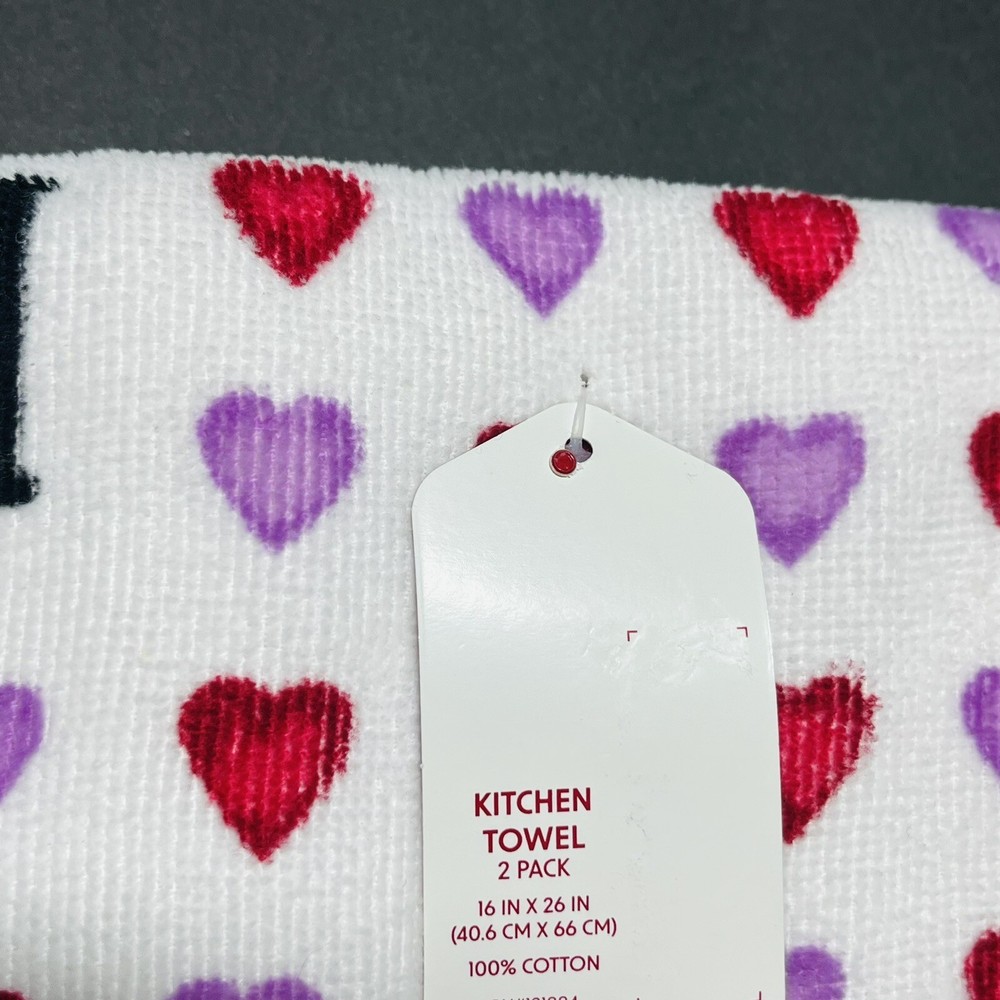 KITCHEN
TOWEL
2 PACK
16 IN X 26 IN
(40.6 CM X 66 CM)
100% COTTON